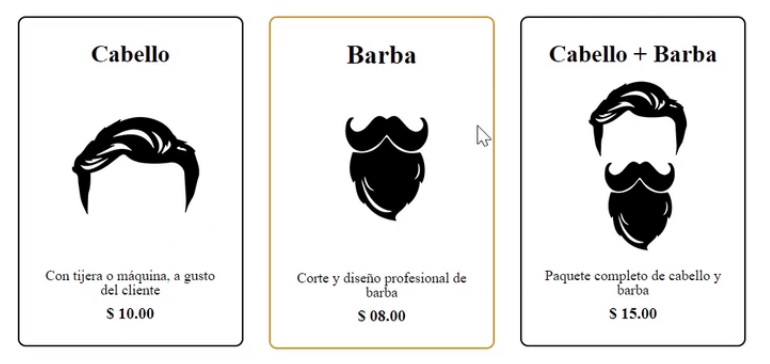 Cabello
Con tijera o máquina, a gusto
del cliente
$ 10.00
Barba
Corte y diseño profesional de
barba
$ 08.00
Cabello + Barba
Paquete completo de cabello y
barba
$ 15.00